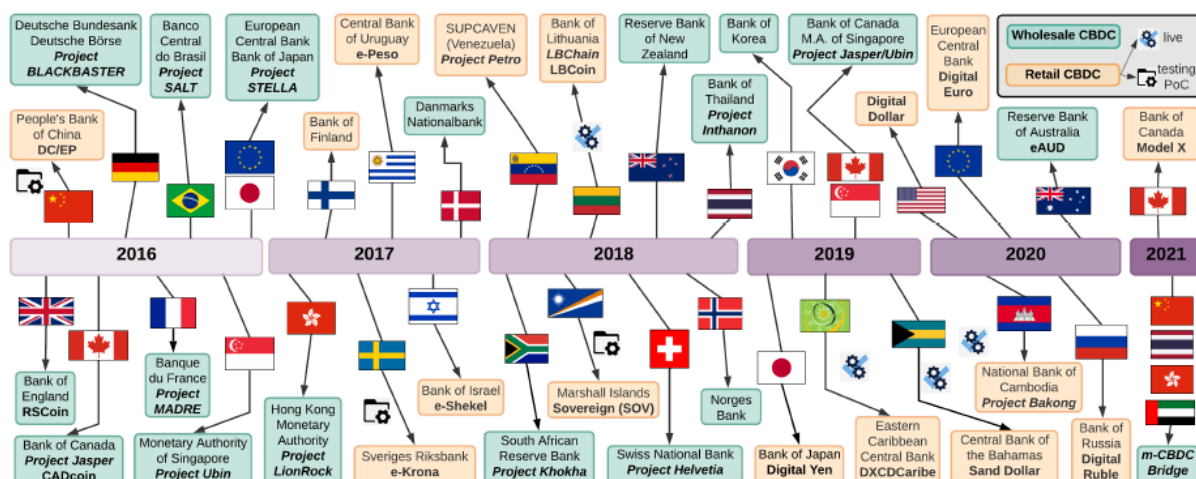 Deutsche Bundesbank
Deutsche Börse
Project
BLACKBASTER
Banco
Central
do Brasil
Project
SALT
European
Central Bank
Bank of Japan
Project
STELLA
Central Bank
of Uruguay
e-Peso
SUPCAVEN
(Venezuela)
Project Petro
Bank of
Lithuania
LBChain
LBCoin
Reserve Bank
of New
Zealand
Bank of
Korea
Bank of Canada
M.A. of Singapore
Project Jasper/Ubin
European
Central
Bank
Digital
Euro
Wholesale CBDC
live
Retail CBDC
testing
PoC
People's Bank
of China
DC/EP
Bank of
Finland
Danmarks
Nationalbank
Bank of
Thailand
Project
Inthanon
Digital
Dollar
Reserve Bank
of Australia
eAUD
Bank of
Canada
Model X
2016
2017
2018
2019
2020
2021
Bank of
England
RSCoin
Banque
du France
Project
MADRE
Bank of Canada
Project Jasper
CADcoin
Monetary Authority
of Singapore
Project Ubin
Hong Kong
Monetary
Authority
Project
LionRock
Bank of Israel
e-Shekel
Sveriges Riksbank
e-Krona
South African
Reserve Bank
Project Khokha
Marshall Islands
Sovereign (SOV)
Swiss National Bank
Project Helvetia
Norges
Bank
Bank of Japan
Digital Yen
Eastern
Caribbean
Central Bank
DXCDCaribe
National Bank of
Cambodia
Project Bakong
Central Bank of
the Bahamas
Sand Dollar
Bank of
Russia
Digital
Ruble
m-CBDC
Bridge